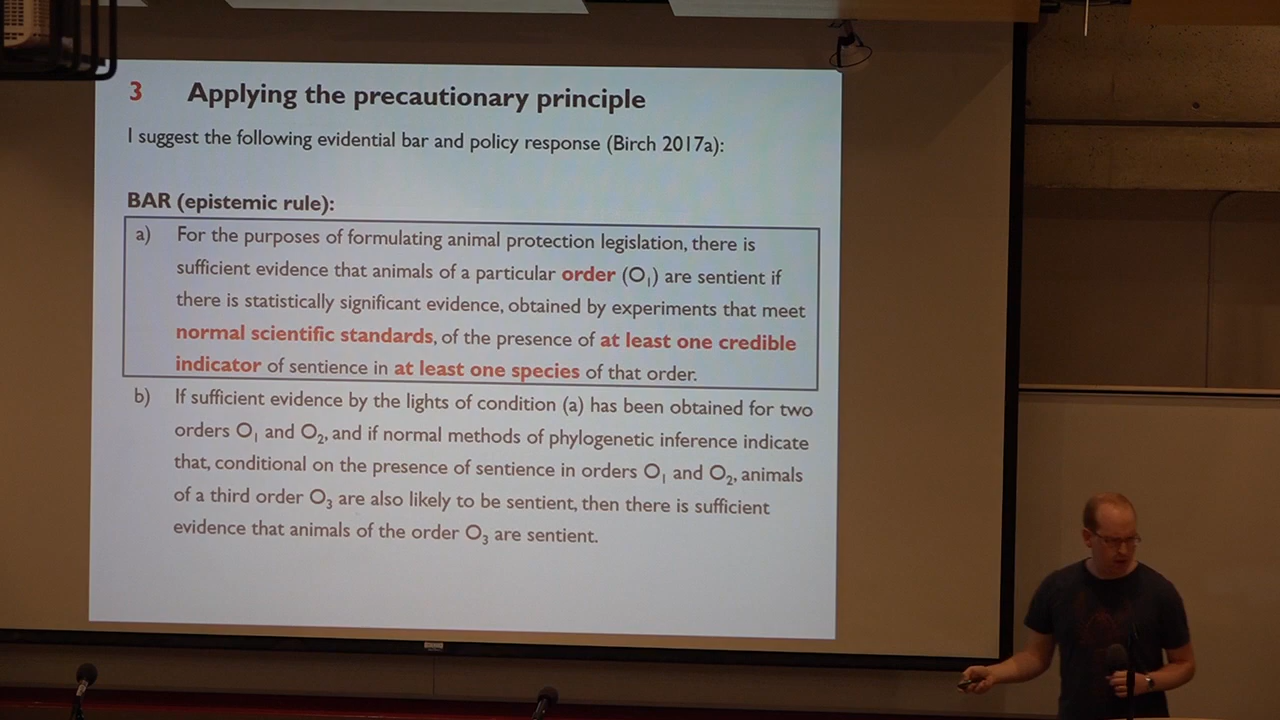 3 Applying the precautionary principle
I suggest the following evidential bar and policy response (Birch 2017a):
BAR (epistemic rule):
a) For the purposes of formulating animal protection legislation, there is
sufficient evidence that animals of a particular order (O₁) are sentient if
there is statistically significant evidence, obtained by experiments that meet
normal scientific standards, of the presence of at least one credible
indicator of sentience in at least one species of that order.
b) If sufficient evidence by the lights of condition (a) has been obtained for two
orders O₁ and O₂, and if normal methods of phylogenetic inference indicate
that, conditional on the presence of sentience in orders O₁ and O₂, animals
of a third order O₃ are also likely to be sentient, then there is sufficient
evidence that animals of the order O₃ are sentient.